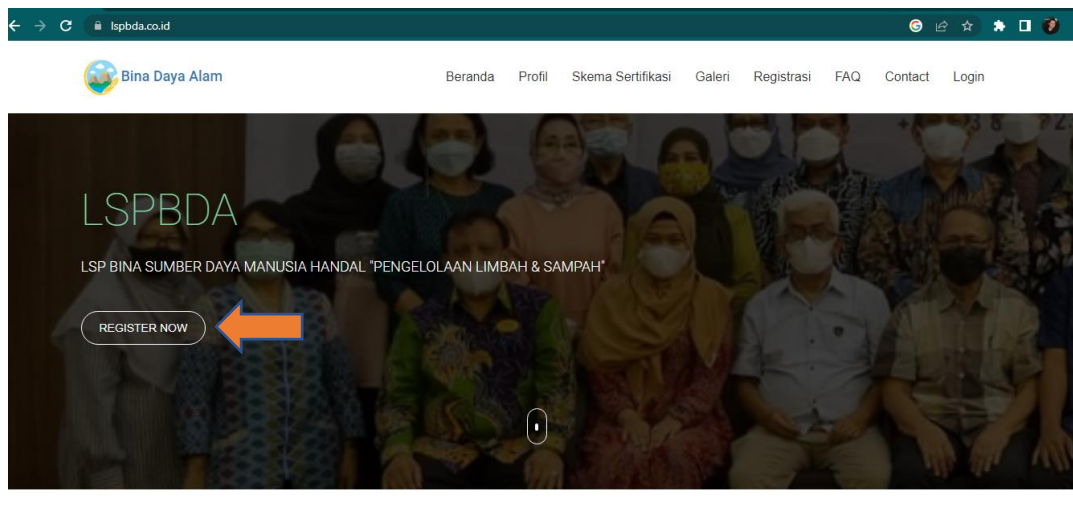 lspbda.co.id
Bina Daya Alam
Beranda Profil Skema Sertifikasi Galeri Registrasi FAQ Contact Login
LSPBDA
LSP BINA SUMBER DAYA MANUSIA HANDAL "PENGELOLAAN LIMBAH & SAMPAH"
REGISTER NOW